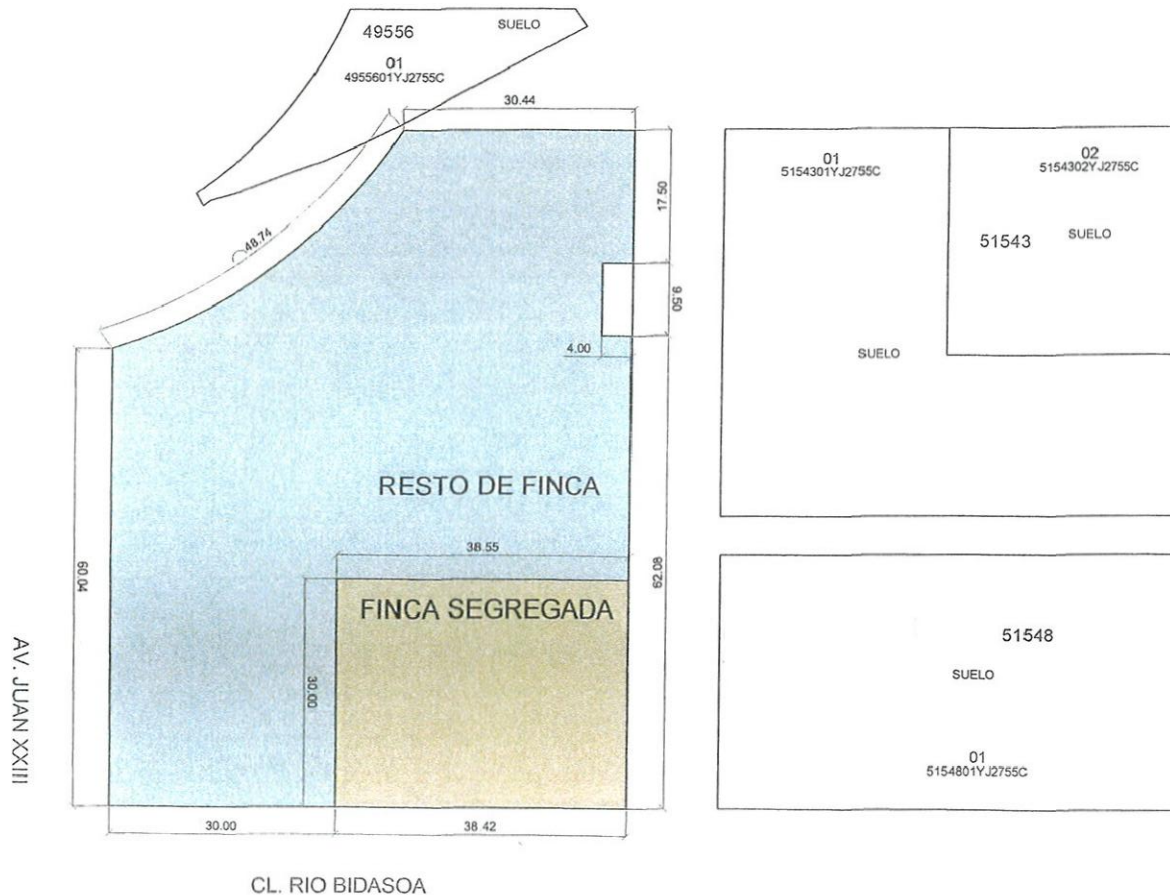 SUELO
49556
01
4955601YJ2755C
30.44
01
5154301YJ2755C
02
5154302YJ2755C
17.50
51543
SUELO
48.74
9.50
4.00
SUELO
RESTO DE FINCA
38.55
60.04
62.08
FINCA SEGREGADA
51548
SUELO
30.00
AV. JUAN XXIII
01
5154801YJ2755C
30.00
38.42
CL. RIO BIDASOA